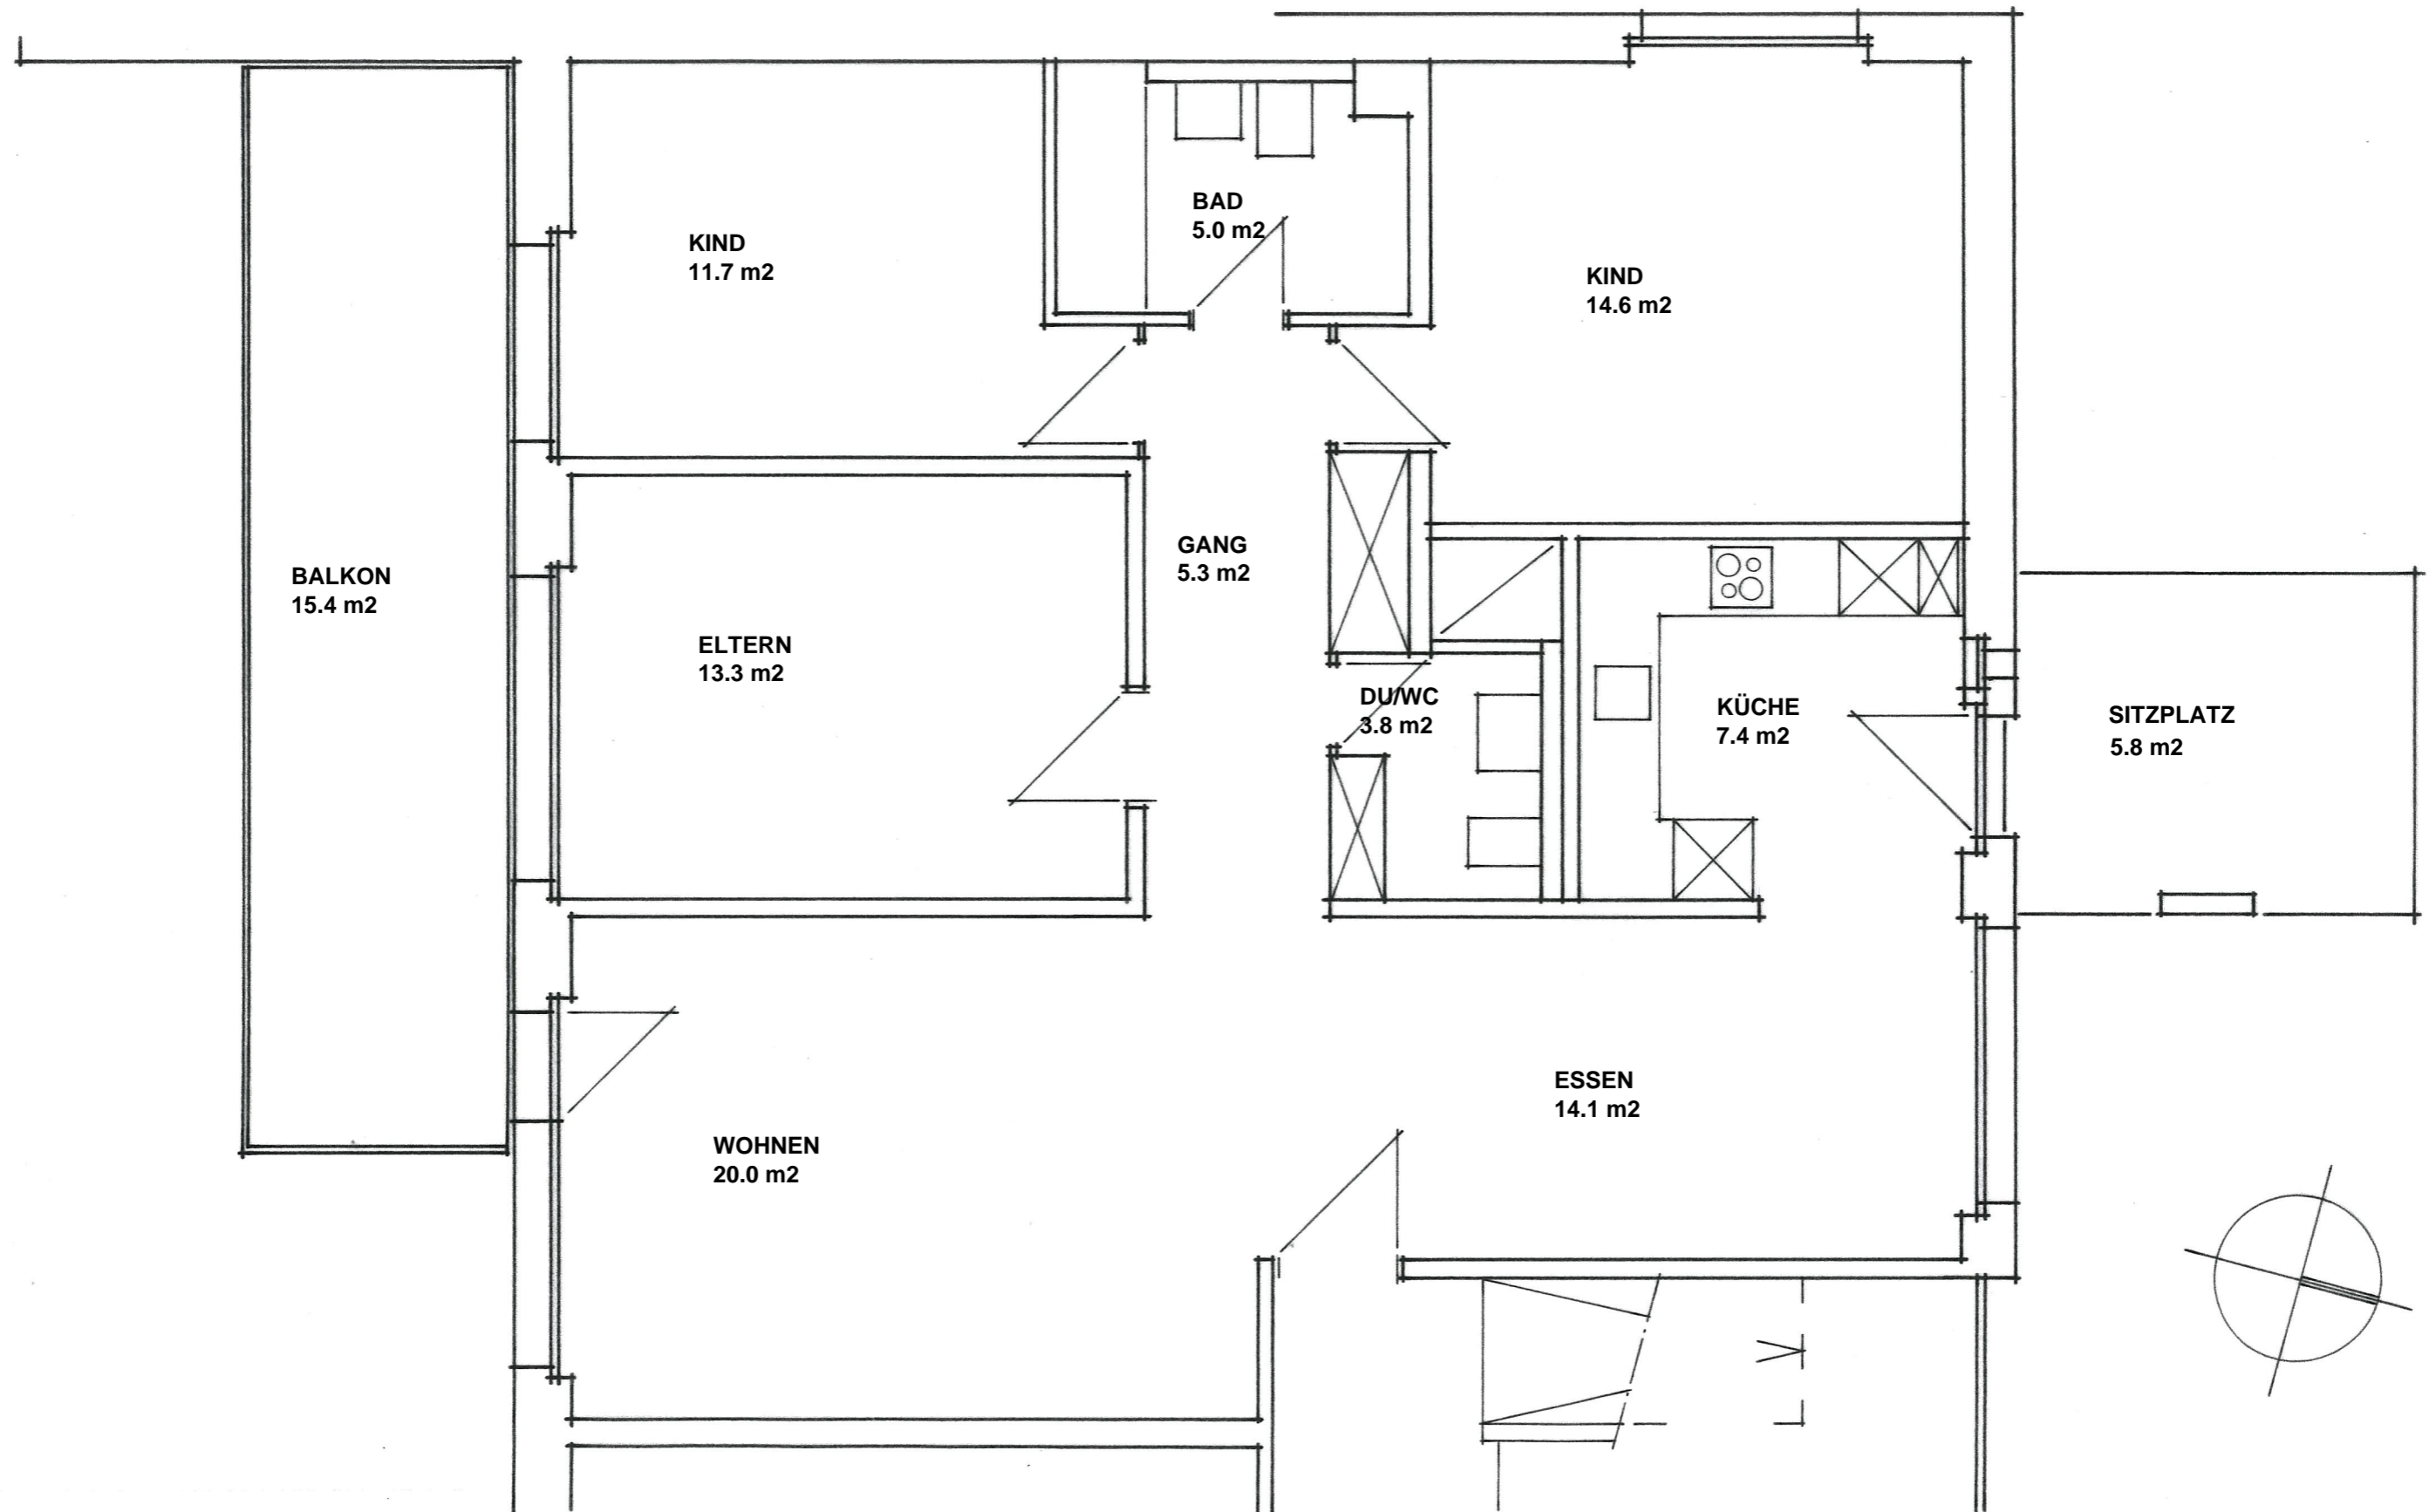 BAD
5.0 m2
KIND
11.7 m2
KIND
14.6 m2
GANG
5.3 m2
BALKON
15.4 m2
ELTERN
13.3 m2
DU/WC
3.8 m2
KÜCHE
7.4 m2
SITZPLATZ
5.8 m2
ESSEN
14.1 m2
WOHNEN
20.0 m2